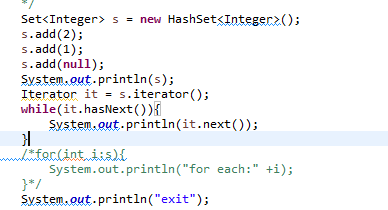 */
Set<Integer> s = new HashSet<Integer>();
s.add(2);
s.add(1);
s.add(null);
System.out.println(s);
Iterator it = s.iterator();
while(it.hasNext()){
System.out.println(it.next());
}
/*for(int i:s){
System.out.println("for each:" +i);
}*/
System.out.println("exit");